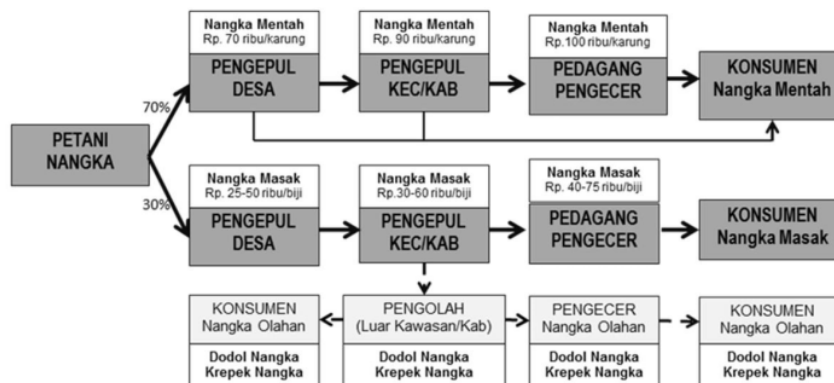 Nangka Mentah
Rp. 70 ribu/karung
PENGEPUL
DESA
Nangka Mentah
Rp. 90 ribu/karung
PENGEPUL
KEC/KAB
Nangka Mentah
Rp.100 ribu/karung
PEDAGANG
PENGECER
KONSUMEN
Nangka Mentah
70%
PETANI
NANGKA
30%
Nangka Masak
Rp. 25-50 ribu/biji
PENGEPUL
DESA
Nangka Masak
Rp.30-60 ribu/biji
PENGEPUL
KEC/KAB
Nangka Masak
Rp. 40-75 ribu/biji
PEDAGANG
PENGECER
KONSUMEN
Nangka Masak
KONSUMEN
Nangka Olahan
Dodol Nangka
Krepek Nangka
PENGOLAH
(Luar Kawasan/Kab)
Dodol Nangka
Krepek Nangka
PENGECER
Nangka Olahan
Dodol Nangka
Krepek Nangka
KONSUMEN
Nangka Olahan
Dodol Nangka
Krepek Nangka